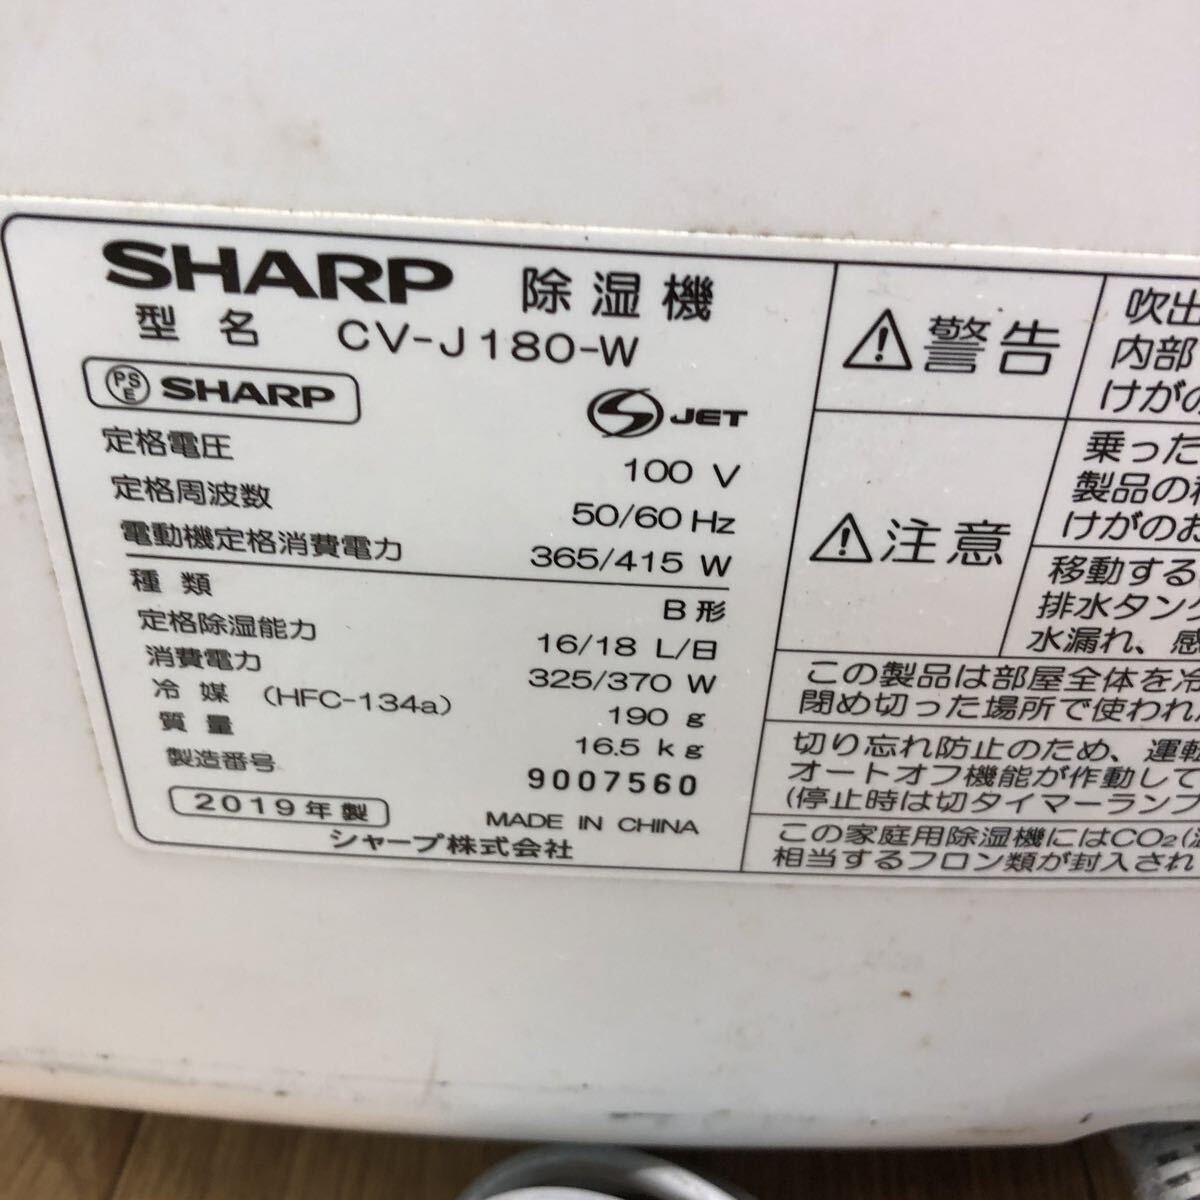 SHARP 除湿機
型名 CV-J180-W
PSE SHARP
S JET
定格電圧 100 V
定格周波数 50/60 Hz
電動機定格消費電力 365/415 W
種類 B形
定格除湿能力 16/18 L/日
消費電力 325/370 W
冷媒 (HFC-134a) 190 g
質量 16.5 kg
製造番号 9007560
2019年製 MADE IN CHINA
シャープ株式会社
⚠警告
吹出
内部
けがの
⚠注意
乗った
製品の
けがのお
移動する
排水タンク
水漏れ、感
この製品は部屋全体を冷
閉め切った場所で使われ
切り忘れ防止のため、運転
オートオフ機能が作動して
(停止時は切タイマーランプ
この家庭用除湿機にはCO₂(温
相当するフロン類が封入され